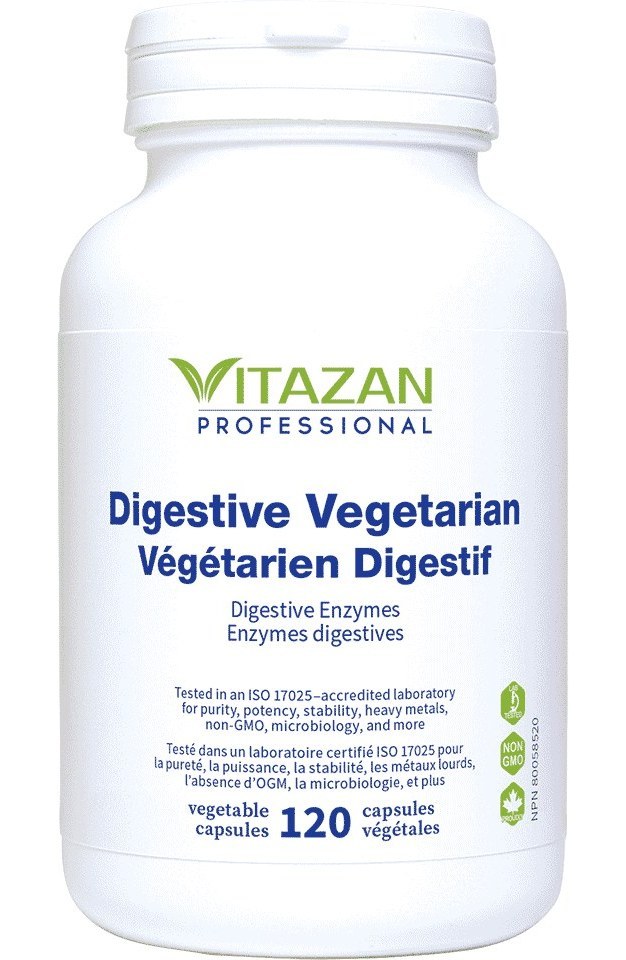 VITAZAN
PROFESSIONAL
Digestive Vegetarian
Végétarien Digestif
Digestive Enzymes
Enzymes digestives
Tested in an ISO 17025–accredited laboratory
for purity, potency, stability, heavy metals,
non-GMO, microbiology, and more
Testé dans un laboratoire certifié ISO 17025 pour
la pureté, la puissance, la stabilité, les métaux lourds,
l’absence d’OGM, la microbiologie, et plus
vegetable
capsules
120
capsules
végétales
LAB
TESTED
NON
GMO
NPN 80058520